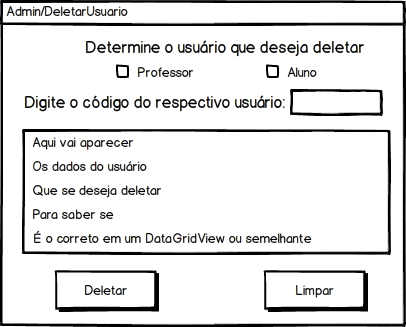 Admin/DeletarUsuario
Determine o usuário que deseja deletar
Professor Aluno
Digite o código do respectivo usuário:
Aqui vai aparecer
Os dados do usuário
Que se deseja deletar
Para saber se
É o correto em um DataGridView ou semelhante
Deletar Limpar